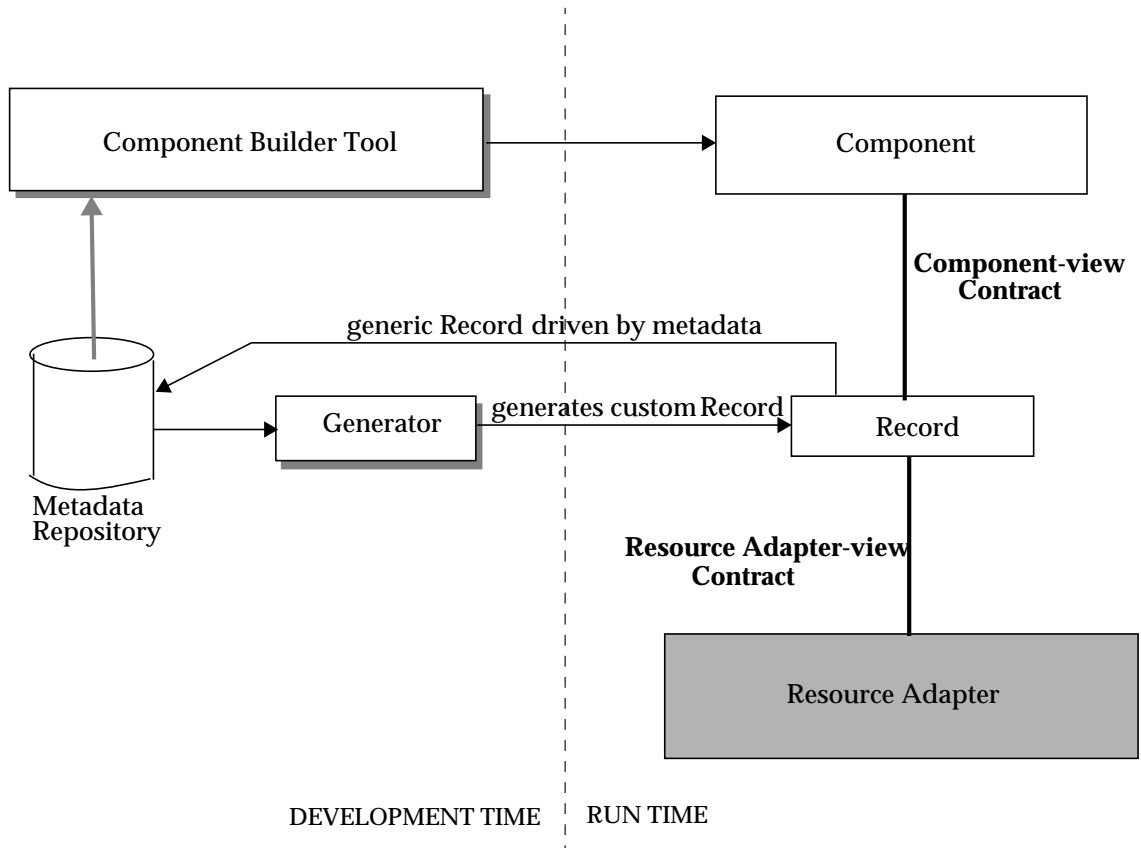 Component Builder Tool
Component
Component-view
Contract
generic Record driven by metadata
Generator
generates custom Record
Record
Metadata
Repository
Resource Adapter-view
Contract
Resource Adapter
DEVELOPMENT TIME
RUN TIME